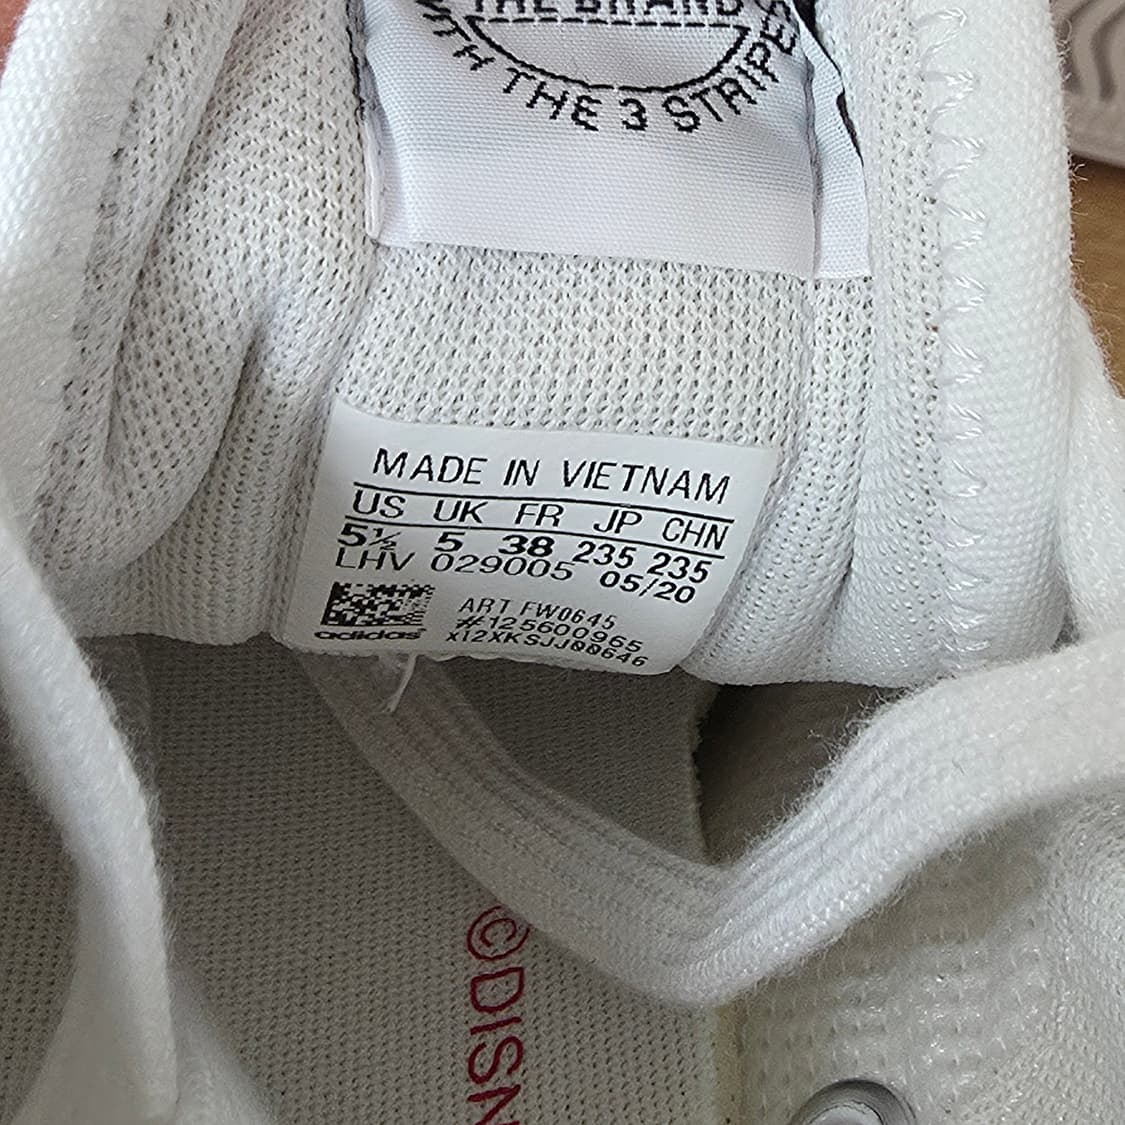 THE BRAND
WITH THE 3 STRIPES
MADE IN VIETNAM
US UK FR JP CHN
5½ 5 38 235 235
LHV 029005 05/20
ART FW0645
#125600965
x12XKSJJ00646
adidas
©DISN